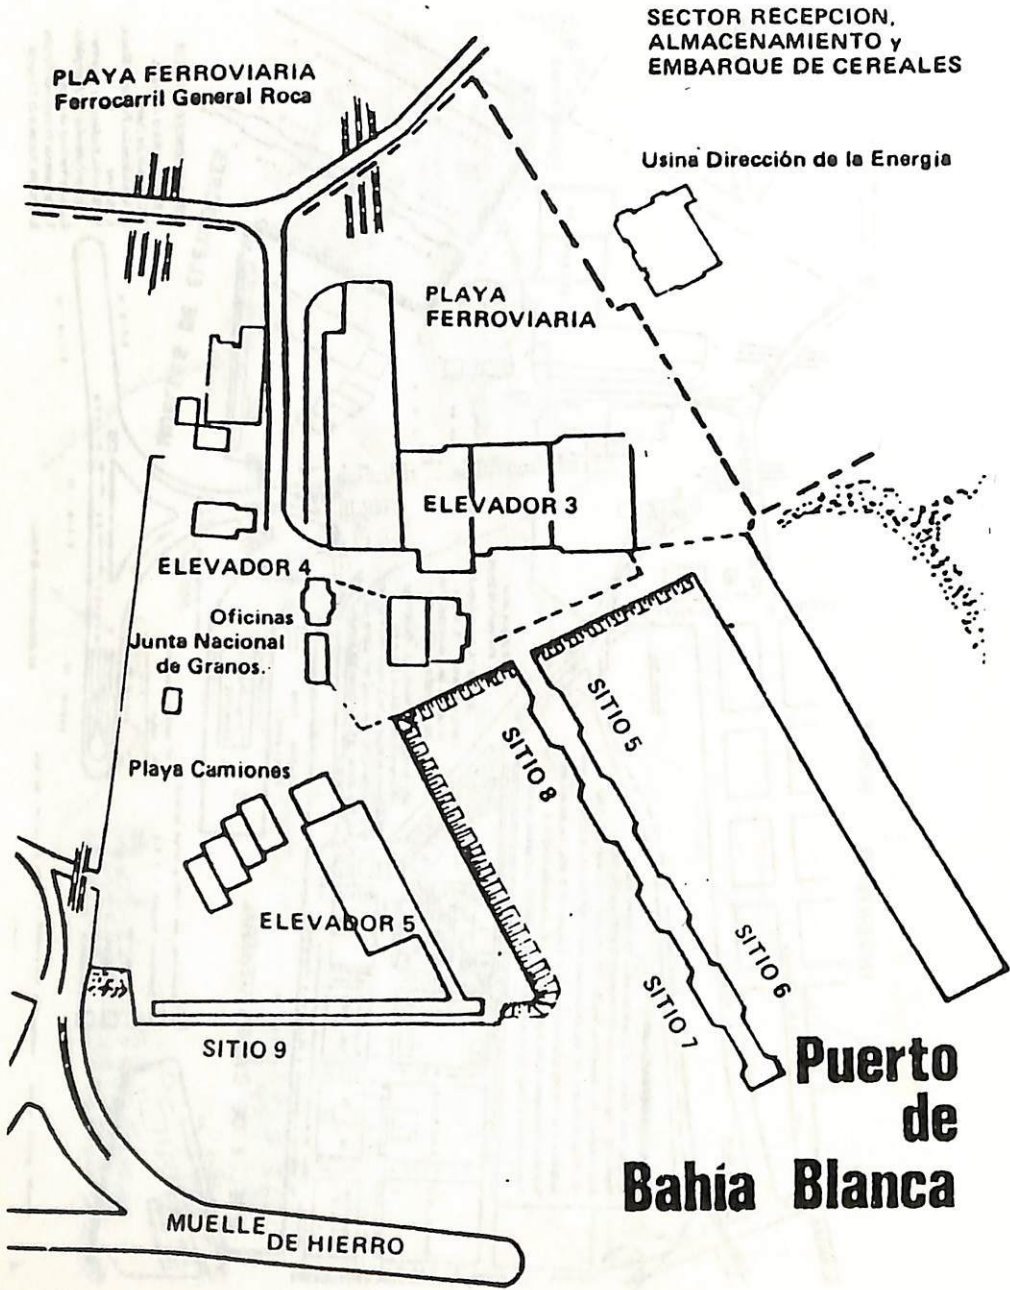 SECTOR RECEPCION,
ALMACENAMIENTO y
EMBARQUE DE CEREALES
PLAYA FERROVIARIA
Ferrocarril General Roca
Usina Dirección de la Energia
PLAYA
FERROVIARIA
ELEVADOR 3
ELEVADOR 4
Oficinas
Junta Nacional
de Granos.
SITIO 5
SITIO 8
Playa Camiones
ELEVADOR 5
SITIO 6
SITIO 7
SITIO 9
Puerto
de
Bahía Blanca
MUELLE
DE HIERRO